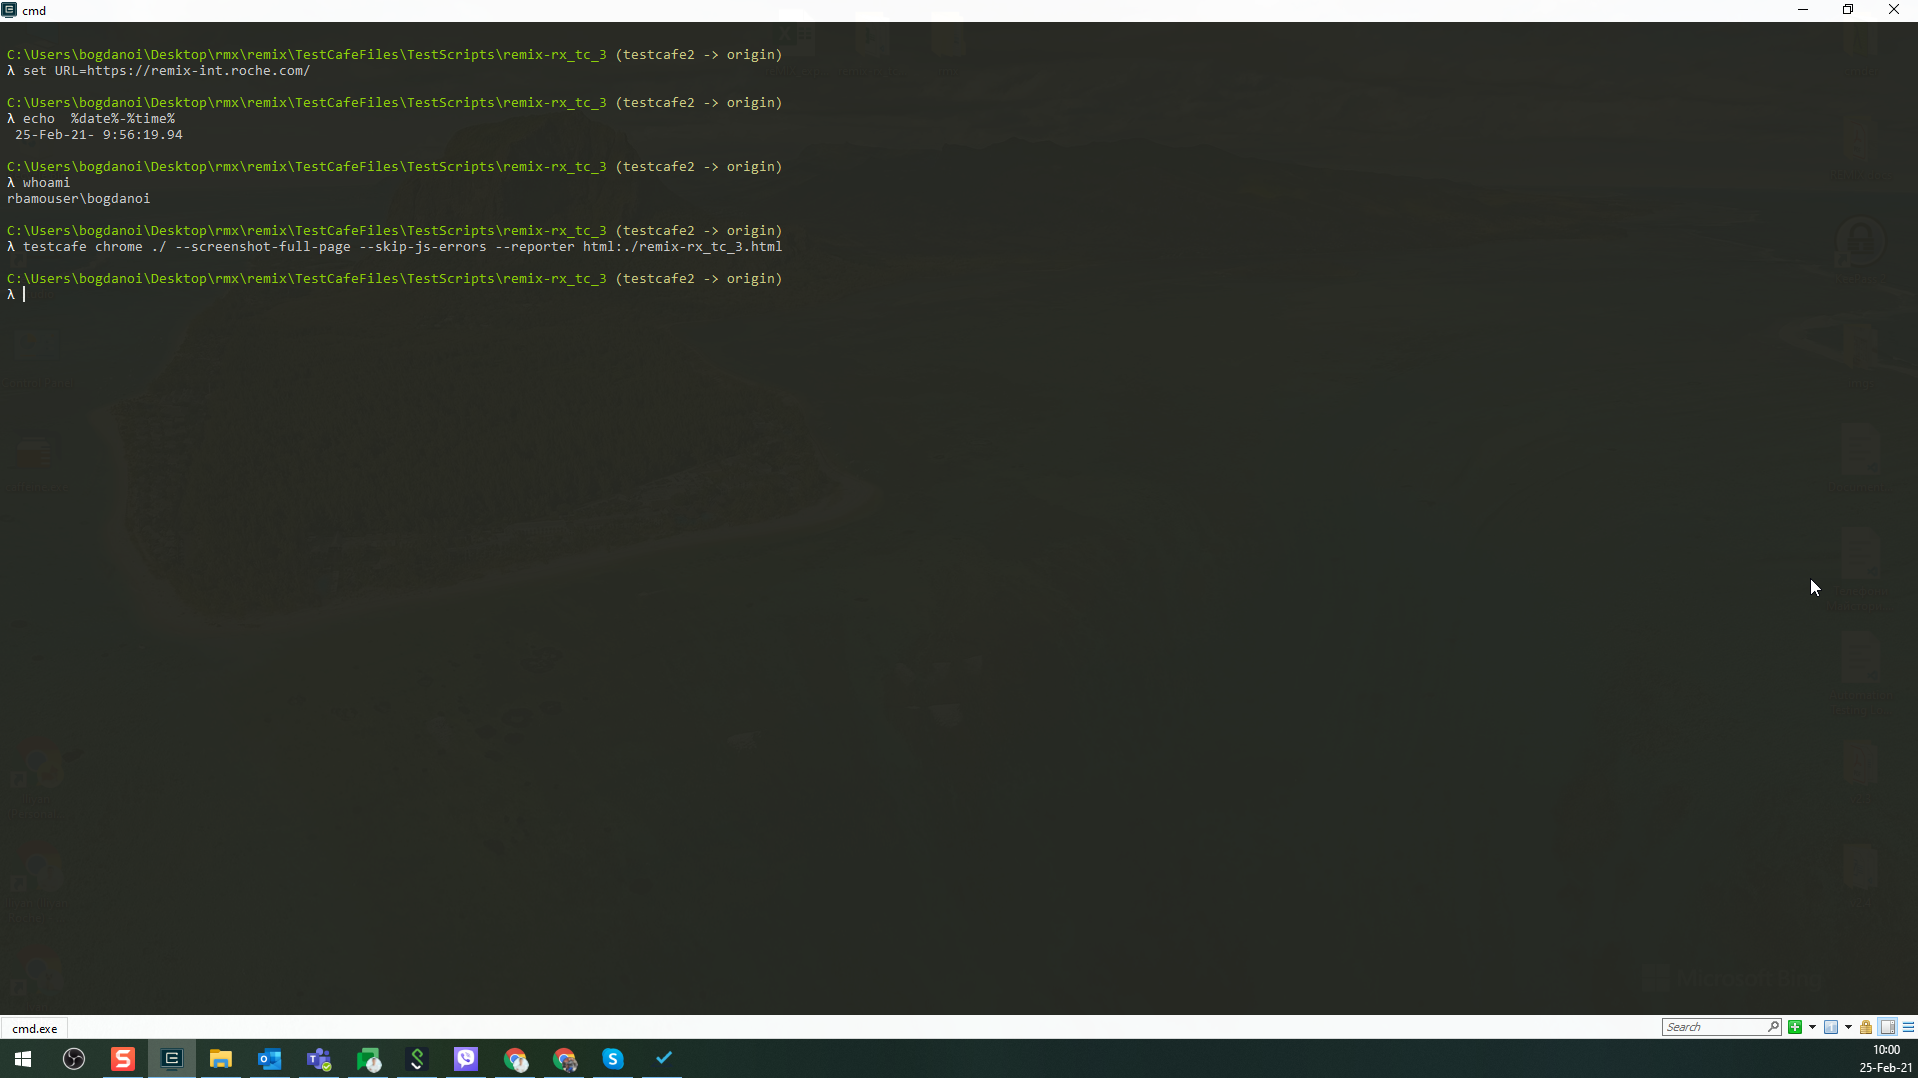 cmd
C:\Users\bogdanoi\Desktop\rmx\remix\TestCafeFiles\TestScripts\remix-rx_tc_3 (testcafe2 -> origin)
λ set URL=https://remix-int.roche.com/
C:\Users\bogdanoi\Desktop\rmx\remix\TestCafeFiles\TestScripts\remix-rx_tc_3 (testcafe2 -> origin)
λ echo  %date%-%time%
25-Feb-21- 9:56:19.94
C:\Users\bogdanoi\Desktop\rmx\remix\TestCafeFiles\TestScripts\remix-rx_tc_3 (testcafe2 -> origin)
λ whoami
rbamouser\bogdanoi
C:\Users\bogdanoi\Desktop\rmx\remix\TestCafeFiles\TestScripts\remix-rx_tc_3 (testcafe2 -> origin)
λ testcafe chrome ./ --screenshot-full-page --skip-js-errors --reporter html:./remix-rx_tc_3.html
C:\Users\bogdanoi\Desktop\rmx\remix\TestCafeFiles\TestScripts\remix-rx_tc_3 (testcafe2 -> origin)
λ
Microsoft Bing
cmd.exe
Search
10:00
25-Feb-21